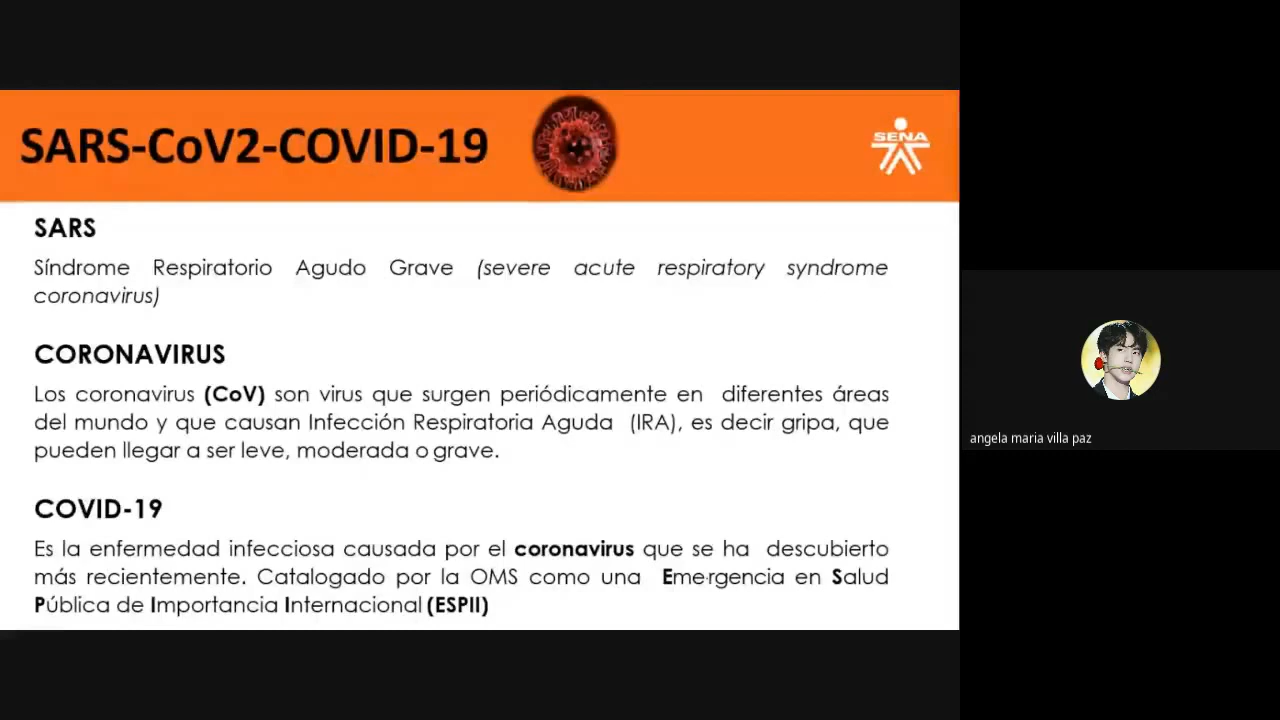 SARS-CoV2-COVID-19
SENA
SARS
Síndrome Respiratorio Agudo Grave (severe acute respiratory syndrome
coronavirus)
CORONAVIRUS
Los coronavirus (CoV) son virus que surgen periódicamente en diferentes áreas
del mundo y que causan Infección Respiratoria Aguda (IRA), es decir gripa, que
pueden llegar a ser leve, moderada o grave.
COVID-19
Es la enfermedad infecciosa causada por el coronavirus que se ha descubierto
más recientemente. Catalogado por la OMS como una Emergencia en Salud
Pública de Importancia Internacional (ESPII)
angela maria villa paz